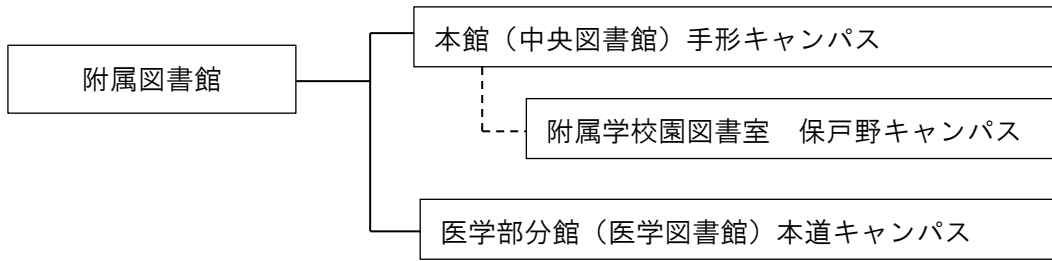 本館（中央図書館）手形キャンパス
附属図書館
附属学校園図書室　保戸野キャンパス
医学部分館（医学図書館）本道キャンパス